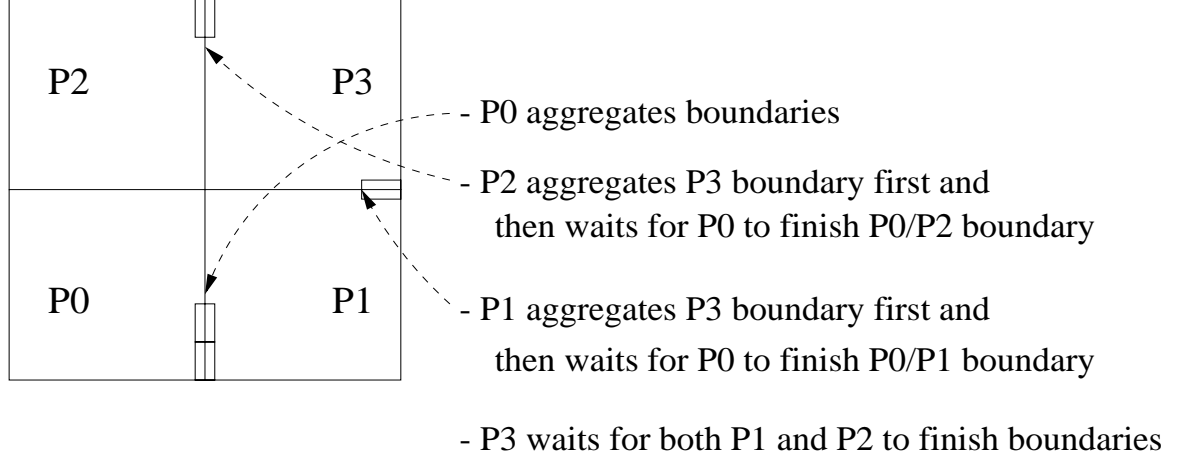 P2
P3
- P0 aggregates boundaries
- P2 aggregates P3 boundary first and
then waits for P0 to finish P0/P2 boundary
P0
P1
- P1 aggregates P3 boundary first and
then waits for P0 to finish P0/P1 boundary
- P3 waits for both P1 and P2 to finish boundaries